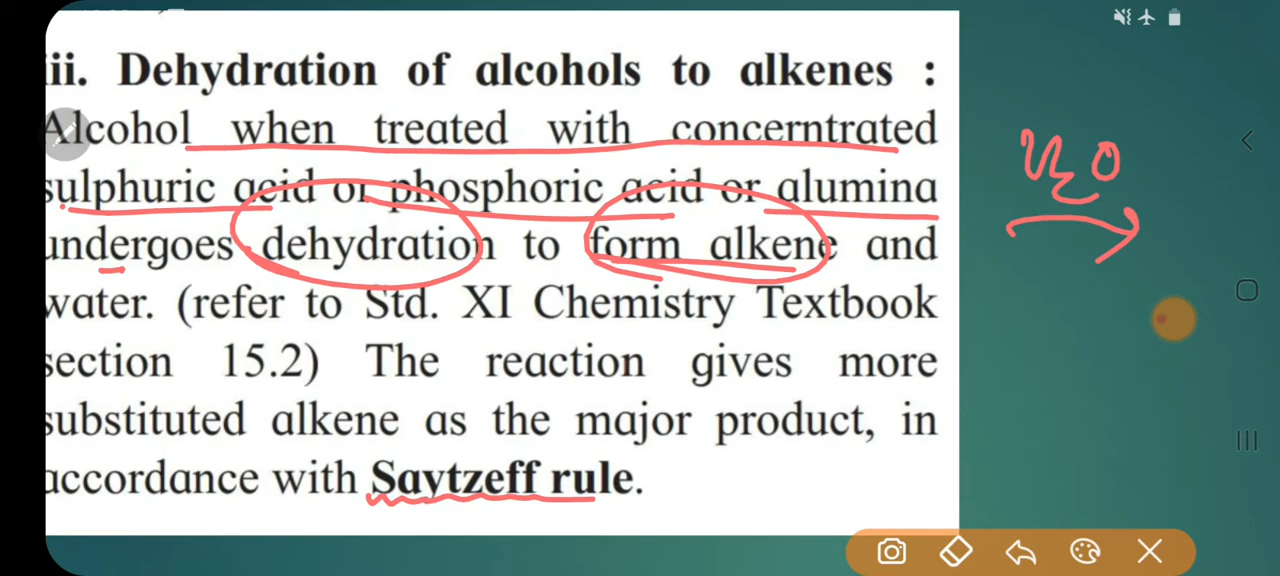 ii. Dehydration of alcohols to alkenes :
Alcohol when treated with concerntrated
sulphuric acid or phosphoric acid or alumina
undergoes dehydration to form alkene and
water. (refer to Std. XI Chemistry Textbook
section 15.2) The reaction gives more
substituted alkene as the major product, in
accordance with Saytzeff rule.
H2O